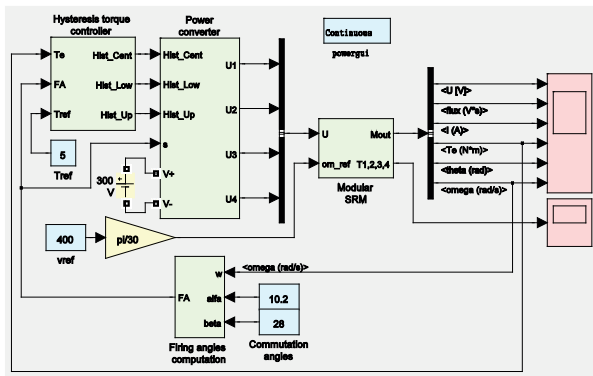 Hysteresis torque
controller
Te
FA
Tref
Hist_Cent
Hist_Low
Hist_Up
5
Tref
Power
converter
Hist_Cent
Hist_Low
Hist_Up
s
V+
V-
U1
U2
U3
U4
300
V
+
Continuous
powergui
U
om_ref
Mout
T1,2,3,4
Modular
SRM
<U [V]>
<flux (V*s)>
<I (A)>
<Te (N*m)>
<theta (rad)>
<omega (rad/s)>
400
vref
pi/30
<omega (rad/s)>
FA
w
alfa
beta
10.2
28
Firing angles
computation
Commutation
angles